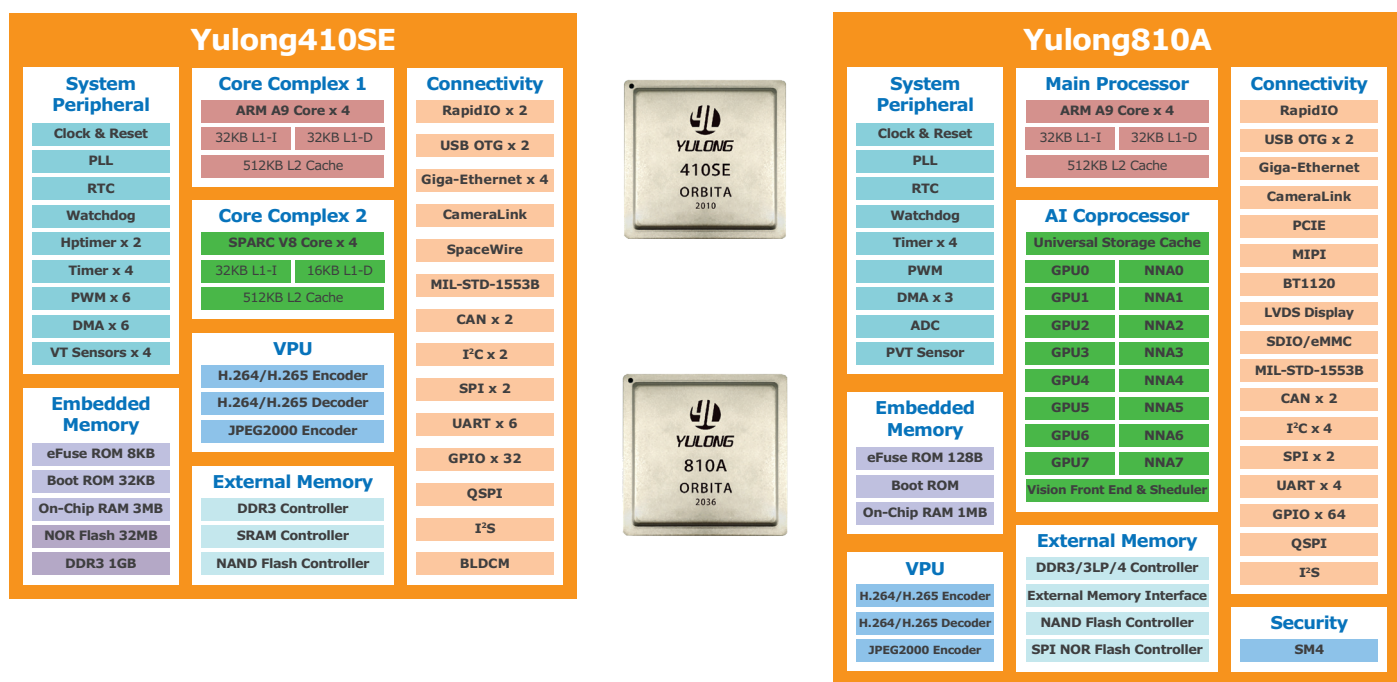 Yulong410SE
System
Peripheral
Clock & Reset
PLL
RTC
Watchdog
Hptimer x 2
Timer x 4
PWM x 6
DMA x 6
VT Sensors x 4
Embedded
Memory
eFuse ROM 8KB
Boot ROM 32KB
On-Chip RAM 3MB
NOR Flash 32MB
DDR3 1GB
Core Complex 1
ARM A9 Core x 4
32KB L1-I 32KB L1-D
512KB L2 Cache
Core Complex 2
SPARC V8 Core x 4
32KB L1-I 16KB L1-D
512KB L2 Cache
VPU
H.264/H.265 Encoder
H.264/H.265 Decoder
JPEG2000 Encoder
External Memory
DDR3 Controller
SRAM Controller
NAND Flash Controller
Connectivity
RapidIO x 2
USB OTG x 2
Giga-Ethernet x 4
CameraLink
SpaceWire
MIL-STD-1553B
CAN x 2
I²C x 2
SPI x 2
UART x 6
GPIO x 32
QSPI
I²S
BLDCM
YULONG
410SE
ORBITA
2010
YULONG
810A
ORBITA
2036
Yulong810A
System
Peripheral
Clock & Reset
PLL
RTC
Watchdog
Timer x 4
PWM
DMA x 3
ADC
PVT Sensor
Embedded
Memory
eFuse ROM 128B
Boot ROM
On-Chip RAM 1MB
VPU
H.264/H.265 Encoder
H.264/H.265 Decoder
JPEG2000 Encoder
Main Processor
ARM A9 Core x 4
32KB L1-I 32KB L1-D
512KB L2 Cache
AI Coprocessor
Universal Storage Cache
GPU0 NNA0
GPU1 NNA1
GPU2 NNA2
GPU3 NNA3
GPU4 NNA4
GPU5 NNA5
GPU6 NNA6
GPU7 NNA7
Vision Front End & Sheduler
External Memory
DDR3/3LP/4 Controller
External Memory Interface
NAND Flash Controller
SPI NOR Flash Controller
Connectivity
RapidIO
USB OTG x 2
Giga-Ethernet
CameraLink
PCIE
MIPI
BT1120
LVDS Display
SDIO/eMMC
MIL-STD-1553B
CAN x 2
I²C x 4
SPI x 2
UART x 4
GPIO x 64
QSPI
I²S
Security
SM4